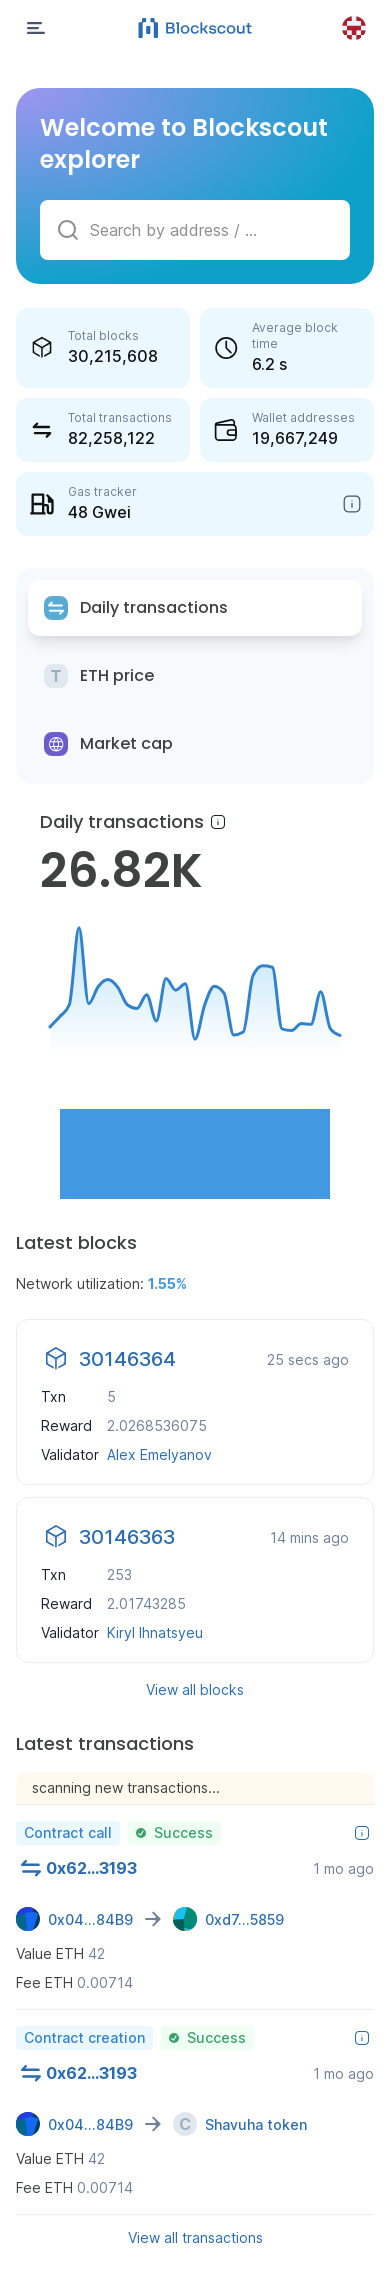 Blockscout
Welcome to Blockscout
explorer
Search by address / ...
Total blocks
30,215,608
Average block
time
6.2 s
Total transactions
82,258,122
Wallet addresses
19,667,249
Gas tracker
48 Gwei
Daily transactions
T ETH price
Market cap
Daily transactions
26.82K
Latest blocks
Network utilization: 1.55%
30146364 25 secs ago
Txn 5
Reward 2.0268536075
Validator Alex Emelyanov
30146363 14 mins ago
Txn 253
Reward 2.01743285
Validator Kiryl Ihnatsyeu
View all blocks
Latest transactions
scanning new transactions...
Contract call Success
0x62...3193 1 mo ago
0x04...84B9 0xd7...5859
Value ETH 42
Fee ETH 0.00714
Contract creation Success
0x62...3193 1 mo ago
0x04...84B9 C Shavuha token
Value ETH 42
Fee ETH 0.00714
View all transactions